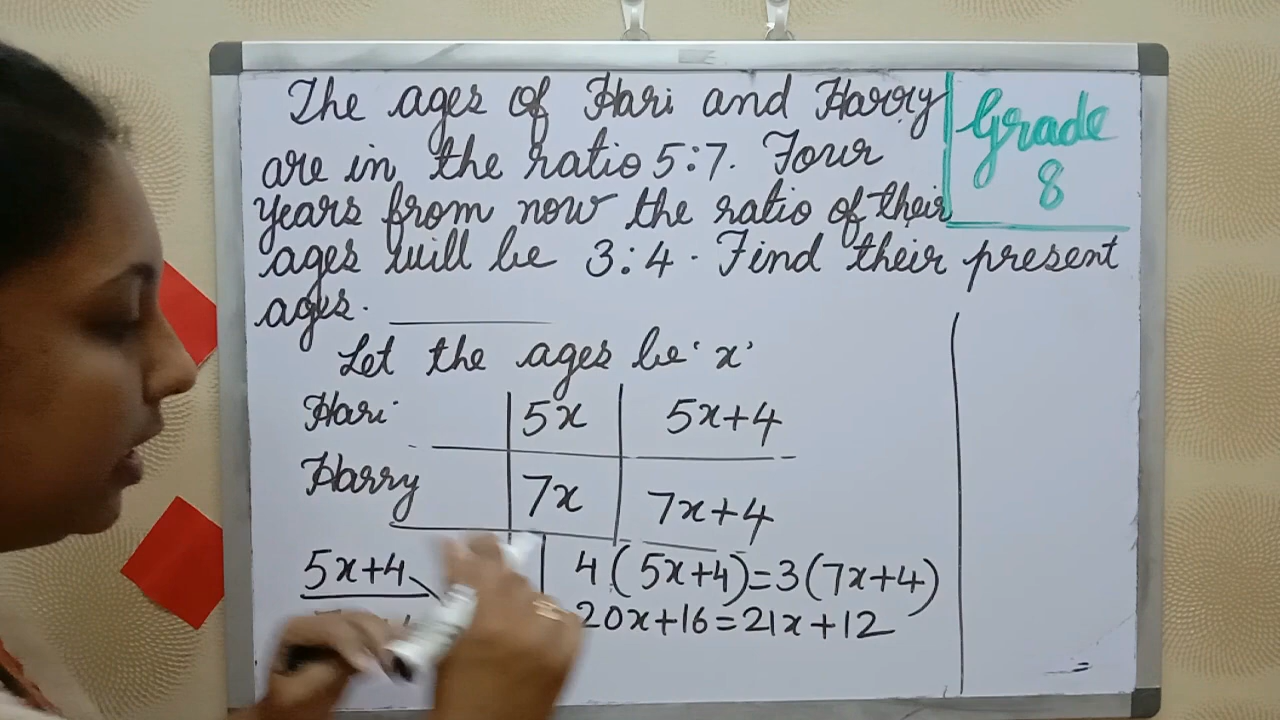 The ages of Hari and Harry
are in the ratio 5:7. Four
years from now the ratio of their
ages will be 3:4. Find their present
ages.
Grade
8
Let the ages be 'x'
Hari 5x 5x+4
Harry 7x 7x+4
5x+4
4(5x+4)=3(7x+4)
20x+16=21x+12